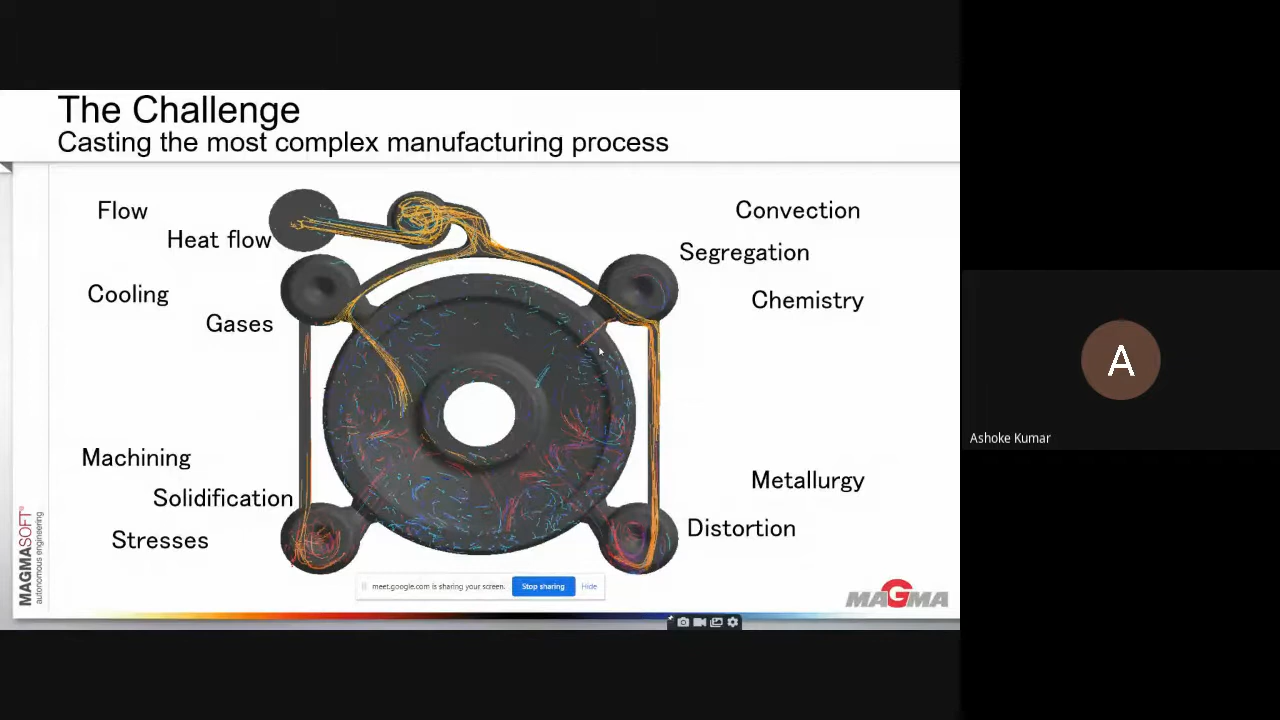 The Challenge
Casting the most complex manufacturing process
Flow
Heat flow
Cooling
Gases
Convection
Segregation
Chemistry
Machining
Solidification
Stresses
Metallurgy
Distortion
MAGMASOFT®
autonomous engineering
meet.google.com is sharing your screen.
Stop sharing
Hide
MAGMA
A
Ashoke Kumar